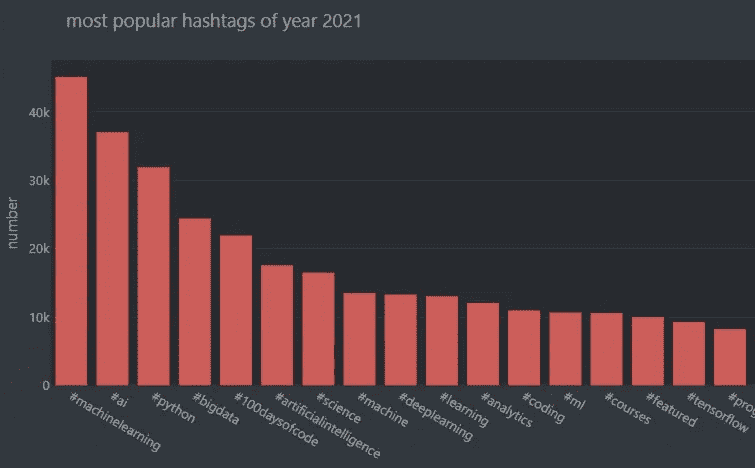 most popular hashtags of year 2021
number
40k
30k
20k
10k
0
#machinelearning
#ai
#python
#bigdata
#100daysofcode
#artificialintelligence
#science
#machine
#deeplearning
#learning
#analytics
#coding
#ml
#courses
#featured
#tensorflow
#prog